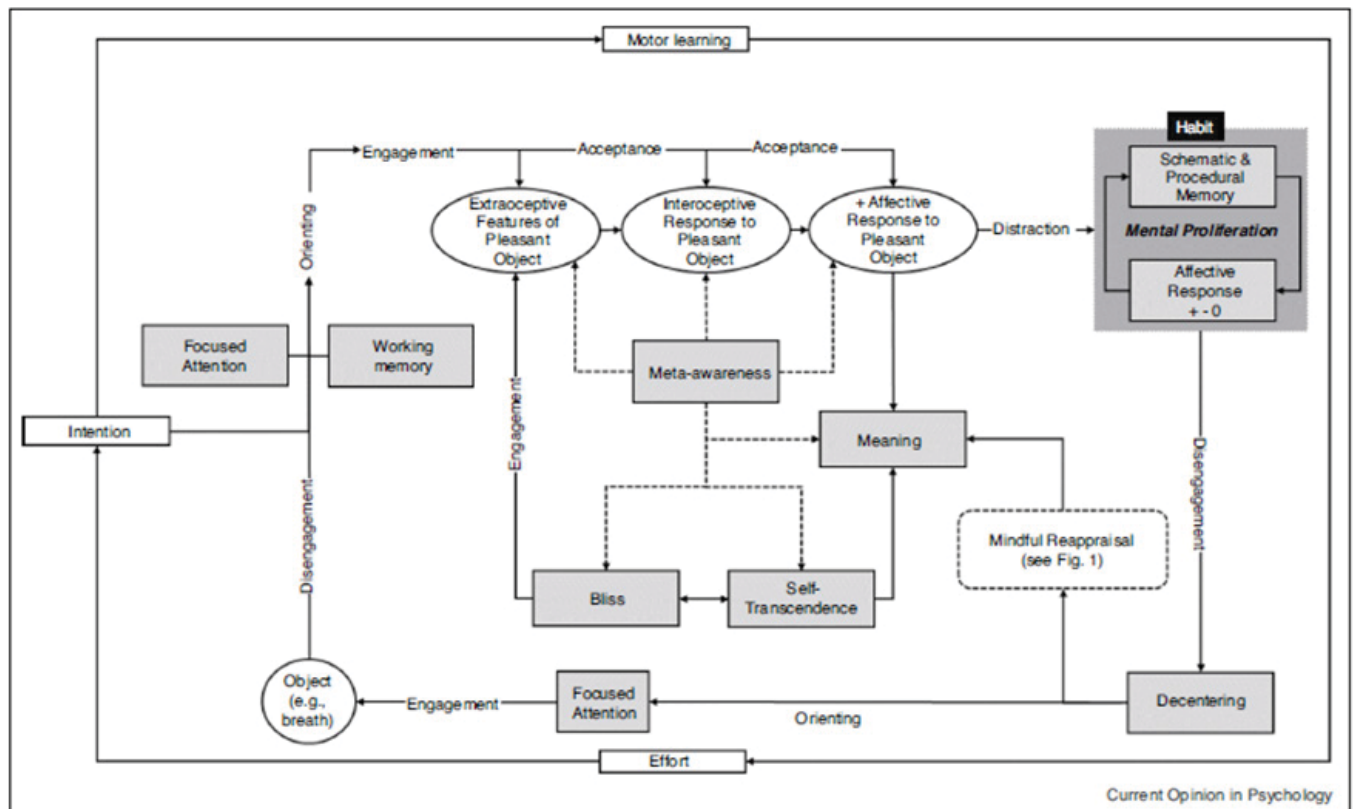 Motor learning
Habit
Engagement
Acceptance
Acceptance
Schematic &
Procedural
Memory
Orienting
Extraoceptive
Features of
Pleasant
Object
Interoceptive
Response to
Pleasant
Object
+ Affective
Response to
Pleasant
Object
Distraction
Mental Proliferation
Affective
Response
+ - 0
Focused
Attention
Working
memory
Meta-awareness
Intention
Engagement
Meaning
Disengagement
Disengagement
Mindful Reappraisal
(see Fig. 1)
Bliss
Self-
Transcendence
Object
(e.g.,
breath)
Engagement
Focused
Attention
Orienting
Decentering
Effort
Current Opinion in Psychology